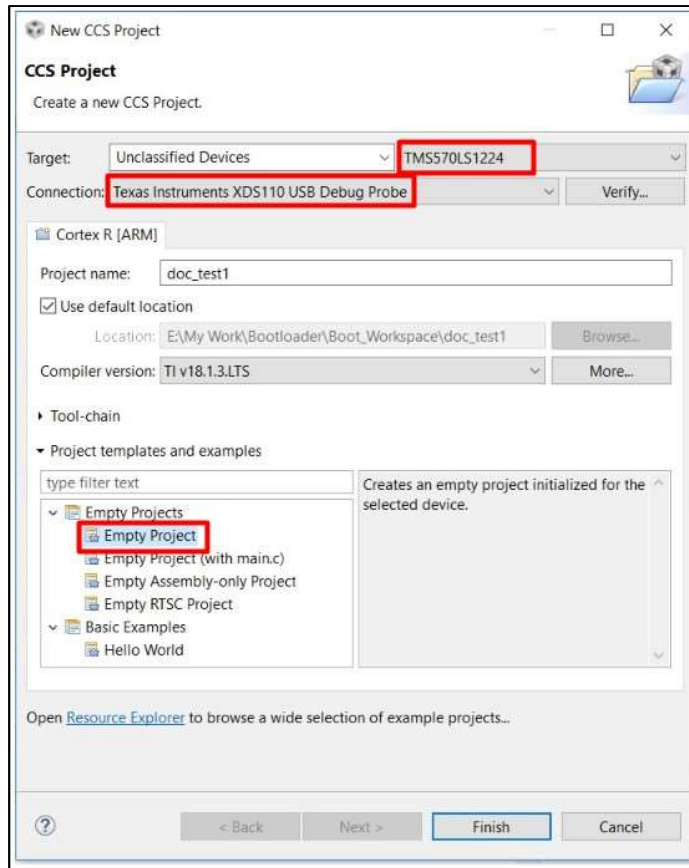 New CCS Project
CCS Project
Create a new CCS Project.
Target: Unclassified Devices TMS570LS1224
Connection: Texas Instruments XDS110 USB Debug Probe Verify...
Cortex R [ARM]
Project name: doc_test1
Use default location
Location: E:\My Work\Bootloader\Boot_Workspace\doc_test1 Browse...
Compiler version: TI v18.1.3.LTS More...
Tool-chain
Project templates and examples
type filter text
Empty Projects
Empty Project
Empty Project (with main.c)
Empty Assembly-only Project
Empty RTSC Project
Basic Examples
Hello World
Creates an empty project initialized for the
selected device.
Open Resource Explorer to browse a wide selection of example projects...
? < Back Next > Finish Cancel